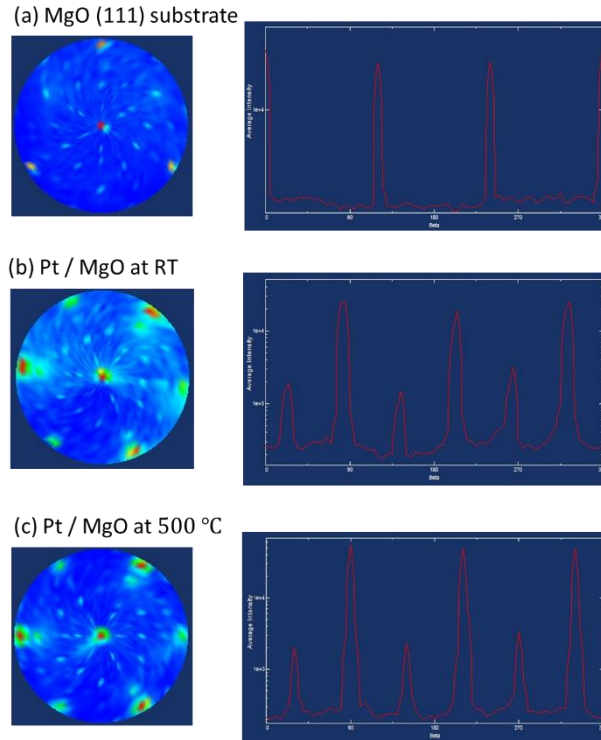 (a) MgO (111) substrate
Average Intensity
1e+4
0 90 180 270
Beta
(b) Pt / MgO at RT
Average Intensity
1e+4
1e+3
0 90 180 270
Beta
(c) Pt / MgO at 500 °C
Average Intensity
1e+4
1e+3
0 90 180 270
Beta